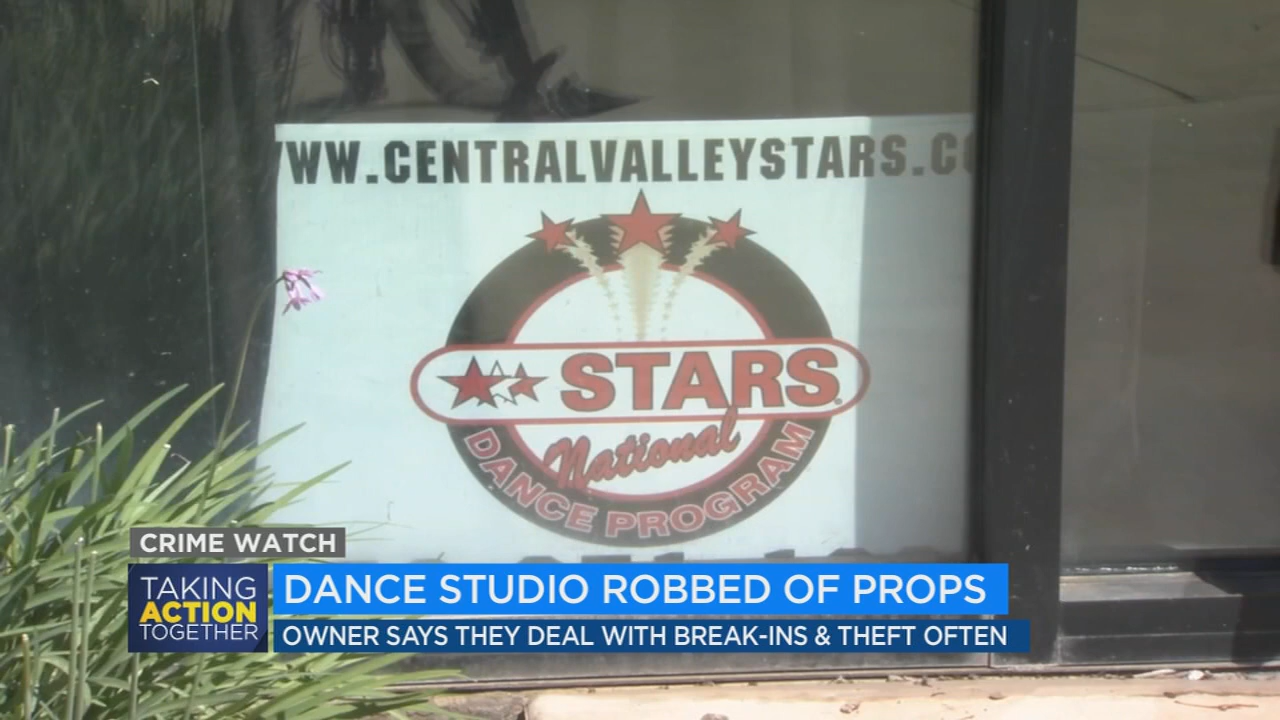 WWW.CENTRALVALLEYSTARS.CO
STARS
National
DANCE PROGRAM
CRIME WATCH
TAKING
ACTION
TOGETHER
DANCE STUDIO ROBBED OF PROPS
OWNER SAYS THEY DEAL WITH BREAK-INS & THEFT OFTEN